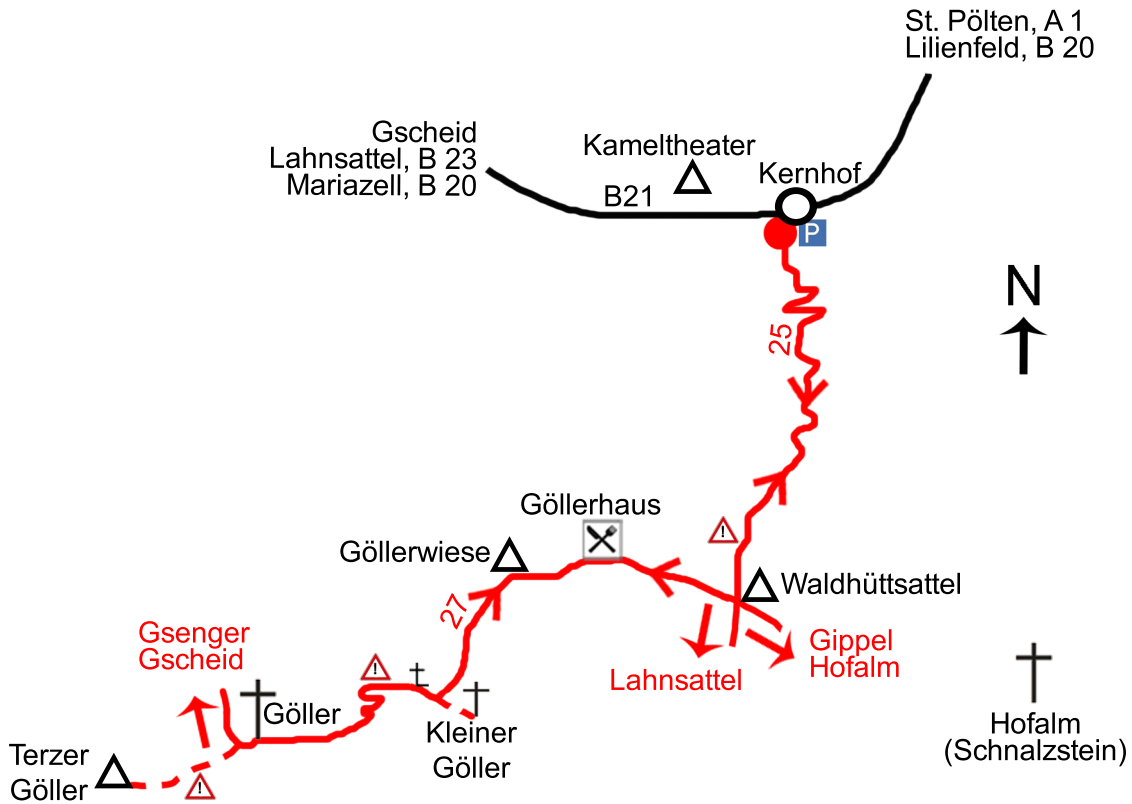 St. Pölten, A 1
Lilienfeld, B 20
Gscheid
Lahnsattel, B 23
Mariazell, B 20
Kameltheater
Kernhof
B21
P
N
25
Göllerhaus
!
Göllerwiese
Waldhüttsattel
27
Gsenger
Gscheid
!
Gippel
Hofalm
Lahnsattel
Göller
Kleiner
Göller
Hofalm
(Schnalzstein)
Terzer
Göller
!